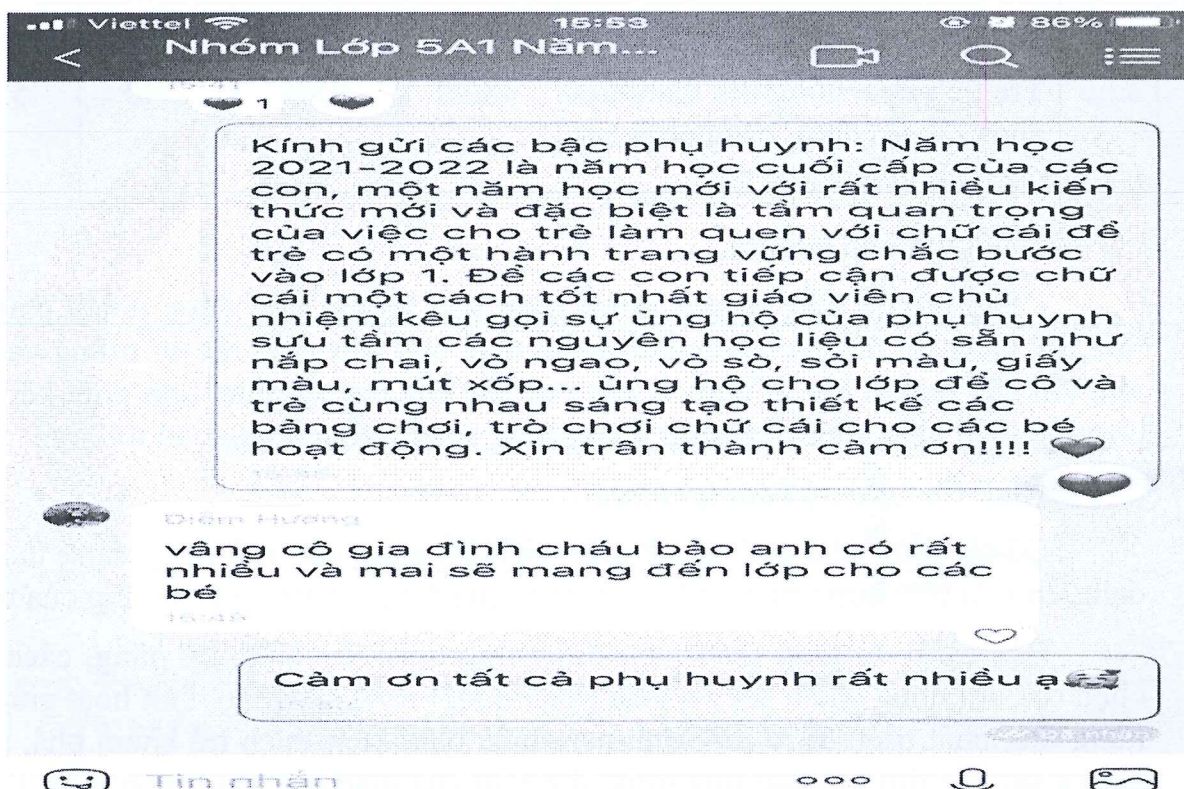 Viettel 15:53 86%
Nhóm Lớp 5A1 Năm...
15:41
1
Kính gửi các bậc phụ huynh: Năm học
2021-2022 là năm học cuối cấp của các
con, một năm học mới với rất nhiều kiến
thức mới và đặc biệt là tầm quan trọng
của việc cho trẻ làm quen với chữ cái để
trẻ có một hành trang vững chắc bước
vào lớp 1. Để các con tiếp cận được chữ
cái một cách tốt nhất giáo viên chủ
nhiệm kêu gọi sự ủng hộ của phụ huynh
sưu tầm các nguyên học liệu có sẵn như
nắp chai, vỏ ngao, vỏ sò, sỏi màu, giấy
màu, mút xốp... ủng hộ cho lớp để cô và
trẻ cùng nhau sáng tạo thiết kế các
bảng chơi, trò chơi chữ cái cho các bé
hoạt động. Xin trân thành cảm ơn!!!!
Diễm Hương
vâng cô gia đình cháu bảo anh có rất
nhiều và mai sẽ mang đến lớp cho các
bé
Cảm ơn tất cả phụ huynh rất nhiều ạ
Tin nhắn